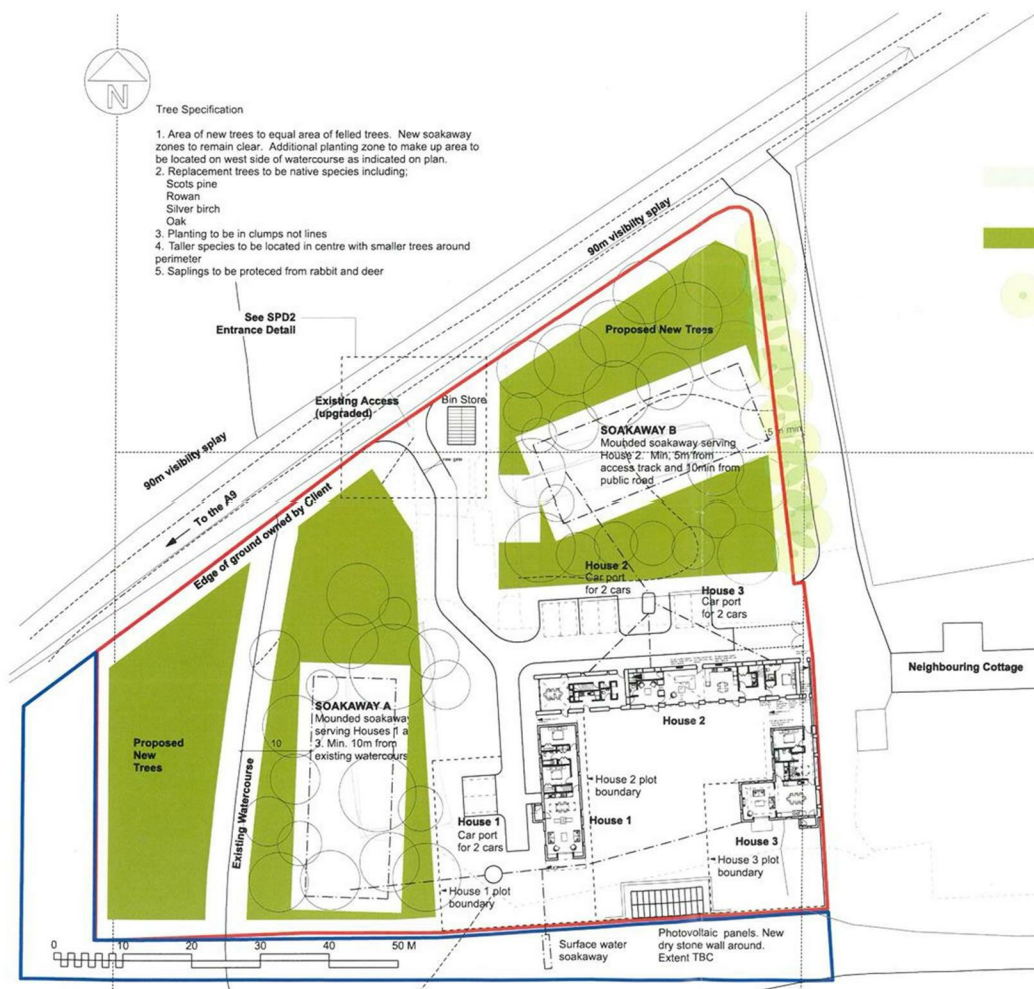 N
Tree Specification
1. Area of new trees to equal area of felled trees. New soakaway
zones to remain clear. Additional planting zone to make up area to
be located on west side of watercourse as indicated on plan.
2. Replacement trees to be native species including;
Scots pine
Rowan
Silver birch
Oak
3. Planting to be in clumps not lines
4. Taller species to be located in centre with smaller trees around
perimeter
5. Saplings to be proteced from rabbit and deer
90m visibilty splay
See SPD2
Entrance Detail
Proposed New Trees
Existing Access
(upgraded)
Bin Store
new gate
SOAKAWAY B
Mounded soakaway serving
House 2. Min, 5m from
access track and 10min from
public road
5 m min
90m visibilty splay
To the A9
Edge of ground owned by Client
House 2
Car port
for 2 cars
House 3
Car port
for 2 cars
Neighbouring Cottage
SOAKAWAY A
Mounded soakaway
serving Houses 1 a
3. Min. 10m from
existing watercours
10
House 2
Proposed
New
Trees
Existing Watercourse
House 2 plot
boundary
House 1
Car port
for 2 cars
House 1
House 3
House 3 plot
boundary
House 1 plot
boundary
0 10 20 30 40 50 M
Surface water
soakaway
Photovoltaic panels. New
dry stone wall around.
Extent TBC